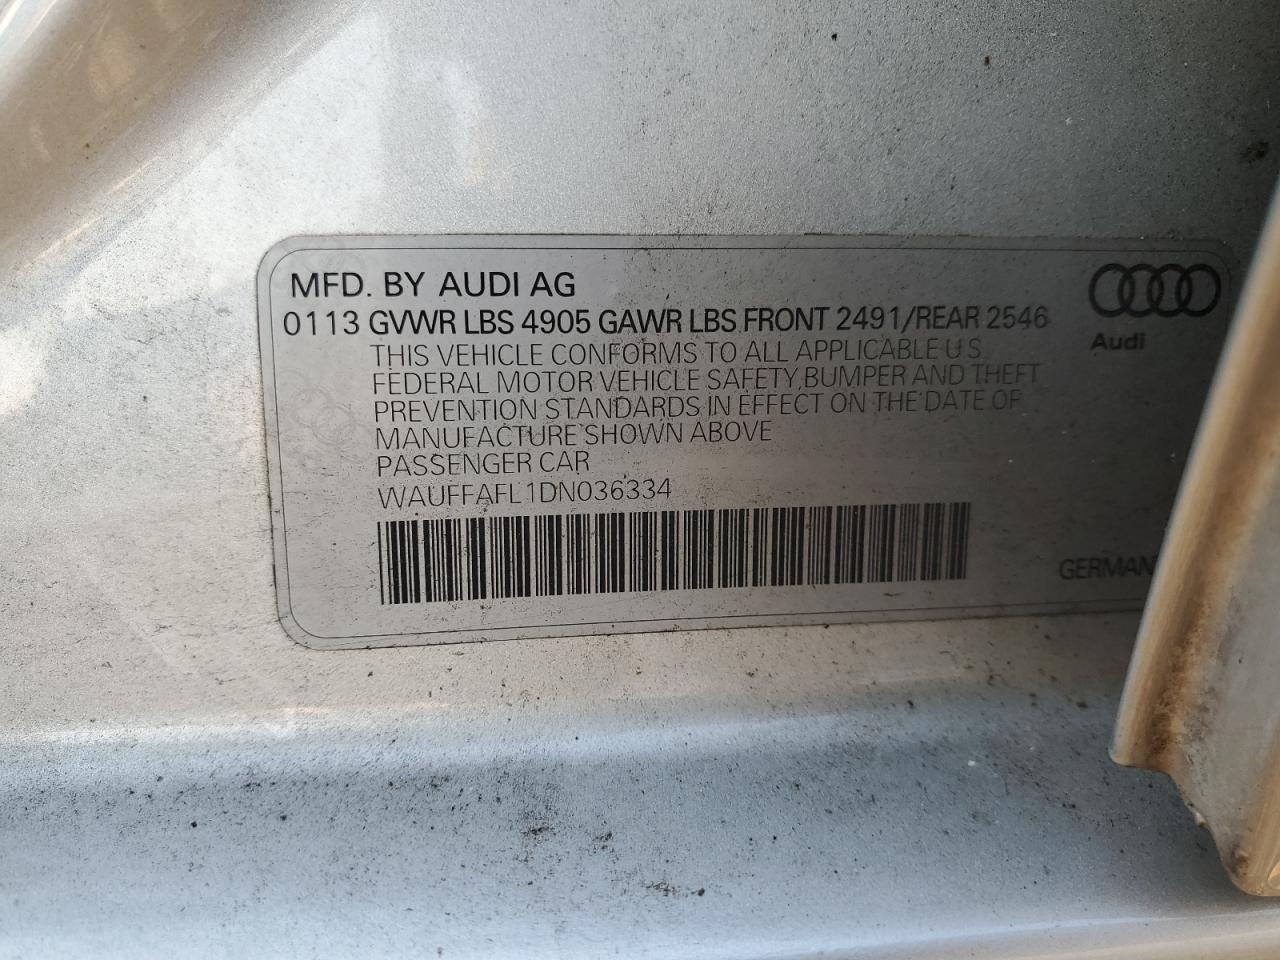 MFD. BY AUDI AG
0113 GVWR LBS 4905 GAWR LBS FRONT 2491/REAR 2546
Audi
THIS VEHICLE CONFORMS TO ALL APPLICABLE U S
FEDERAL MOTOR VEHICLE SAFETY, BUMPER AND THEFT
PREVENTION STANDARDS IN EFFECT ON THE DATE OF
MANUFACTURE SHOWN ABOVE
PASSENGER CAR
WAUFFAFL1DN036334
GERMAN